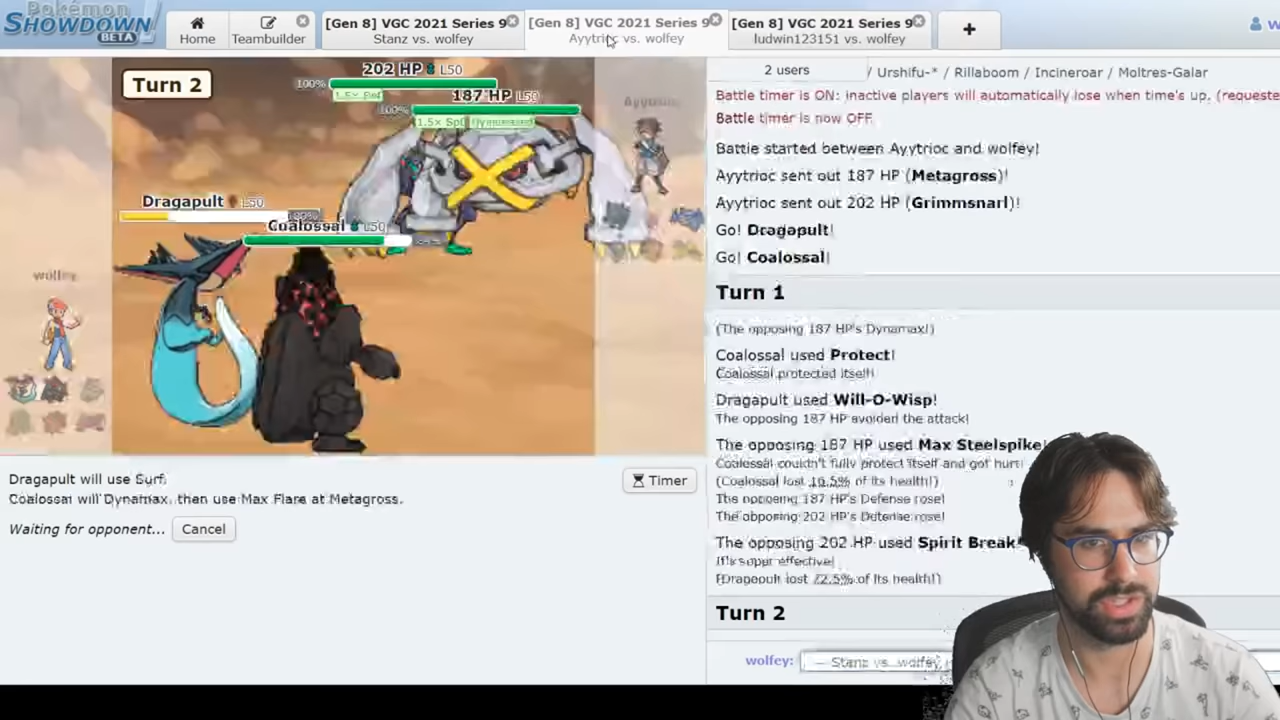 Pokémon
SHOWDOWN
BETA
Home
Teambuilder
[Gen 8] VGC 2021 Series 9
Stanz vs. wolfey
[Gen 8] VGC 2021 Series 9
Ayytrioc vs. wolfey
[Gen 8] VGC 2021 Series 9
ludwin123151 vs. wolfey
+
Turn 2
202 HP L50
100%
187 HP L50
100%
Dragapult L50
Coalossal L50
wolfey
Dragapult will use Surf.
Coalossal will Dynamax, then use Max Flare at Metagross.
Waiting for opponent... Cancel
Timer
2 users
/ Urshifu-* / Rillaboom / Incineroar / Moltres-Galar
Battle timer is ON: inactive players will automatically lose when time's up. (requeste
Battle timer is now OFF.
Battle started between Ayytrioc and wolfey!
Ayytrioc sent out 187 HP (Metagross)!
Ayytrioc sent out 202 HP (Grimmsnarl)!
Go! Dragapult!
Go! Coalossal!
Turn 1
(The opposing 187 HP's Dynamax!)
Coalossal used Protect!
Coalossal protected itself!
Dragapult used Will-O-Wisp!
The opposing 187 HP avoided the attack!
The opposing 187 HP used Max Steelspike!
Coalossal couldn't fully protect itself and got hurt!
(Coalossal lost 16.5% of its health!)
The opposing 187 HP's Defense rose!
The opposing 202 HP's Defense rose!
The opposing 202 HP used Spirit Break!
It's super effective!
(Dragapult lost 72.5% of its health!)
Turn 2
wolfey:
Stanz vs. wolfey